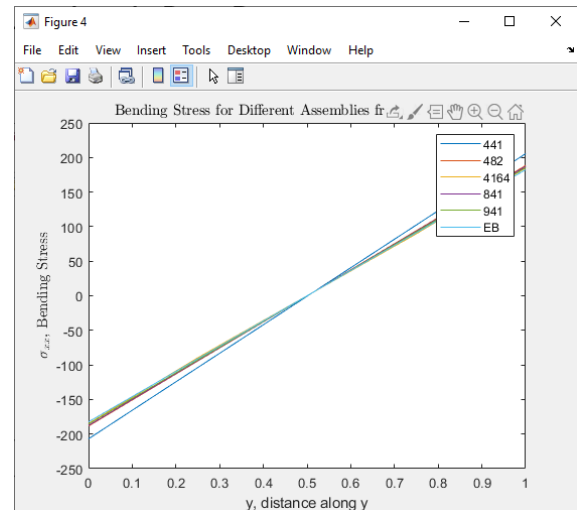 Figure 4
File Edit View Insert Tools Desktop Window Help
Bending Stress for Different Assemblies fr
250
200
150
100
50
0
-50
-100
-150
-200
-250
σxx, Bending Stress
441
482
4164
841
941
EB
0 0.1 0.2 0.3 0.4 0.5 0.6 0.7 0.8 0.9 1
y, distance along y